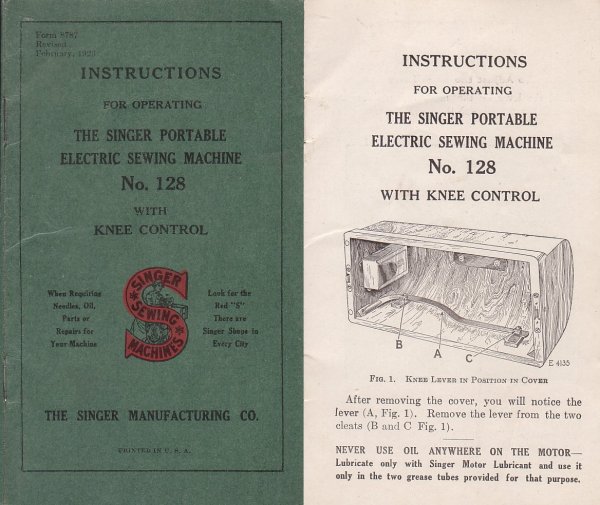 Form 8787
Revised
February, 1923
INSTRUCTIONS
FOR OPERATING
THE SINGER PORTABLE
ELECTRIC SEWING MACHINE
No. 128
WITH
KNEE CONTROL
When Requiring
Needles, Oil,
Parts or
Repairs for
Your Machine
SINGER
SEWING
MACHINES
Look for the
Red "S"
There are
Singer Shops in
Every City
THE SINGER MANUFACTURING CO.
PRINTED IN U. S. A.
INSTRUCTIONS
FOR OPERATING
THE SINGER PORTABLE
ELECTRIC SEWING MACHINE
No. 128
WITH KNEE CONTROL
B
A
C
E 4135
FIG. 1. KNEE LEVER IN POSITION IN COVER
After removing the cover, you will notice the
lever (A, Fig. 1). Remove the lever from the two
cleats (B and C Fig. 1).
NEVER USE OIL ANYWHERE ON THE MOTOR—
Lubricate only with Singer Motor Lubricant and use it
only in the two grease tubes provided for that purpose.